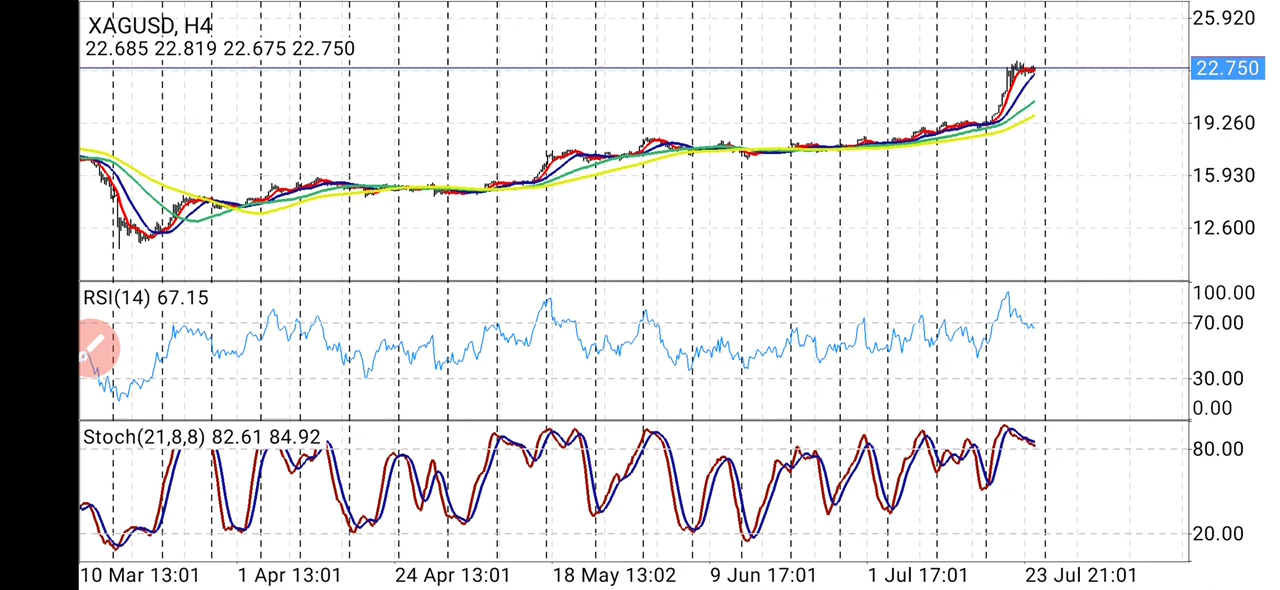 XAGUSD, H4
22.685 22.819 22.675 22.750
25.920
22.750
19.260
15.930
12.600
RSI(14) 67.15
100.00
70.00
30.00
0.00
Stoch(21,8,8) 82.61 84.92
80.00
20.00
10 Mar 13:01 1 Apr 13:01 24 Apr 13:01 18 May 13:02 9 Jun 17:01 1 Jul 17:01 23 Jul 21:01